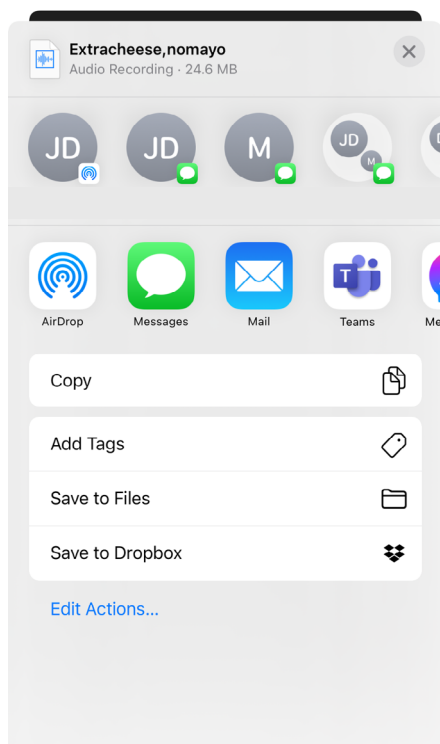 Extracheese,nomayo
Audio Recording · 24.6 MB
JD
JD
M
JD
M
AirDrop
Messages
Mail
T
Teams
Me
Copy
Add Tags
Save to Files
Save to Dropbox
Edit Actions...